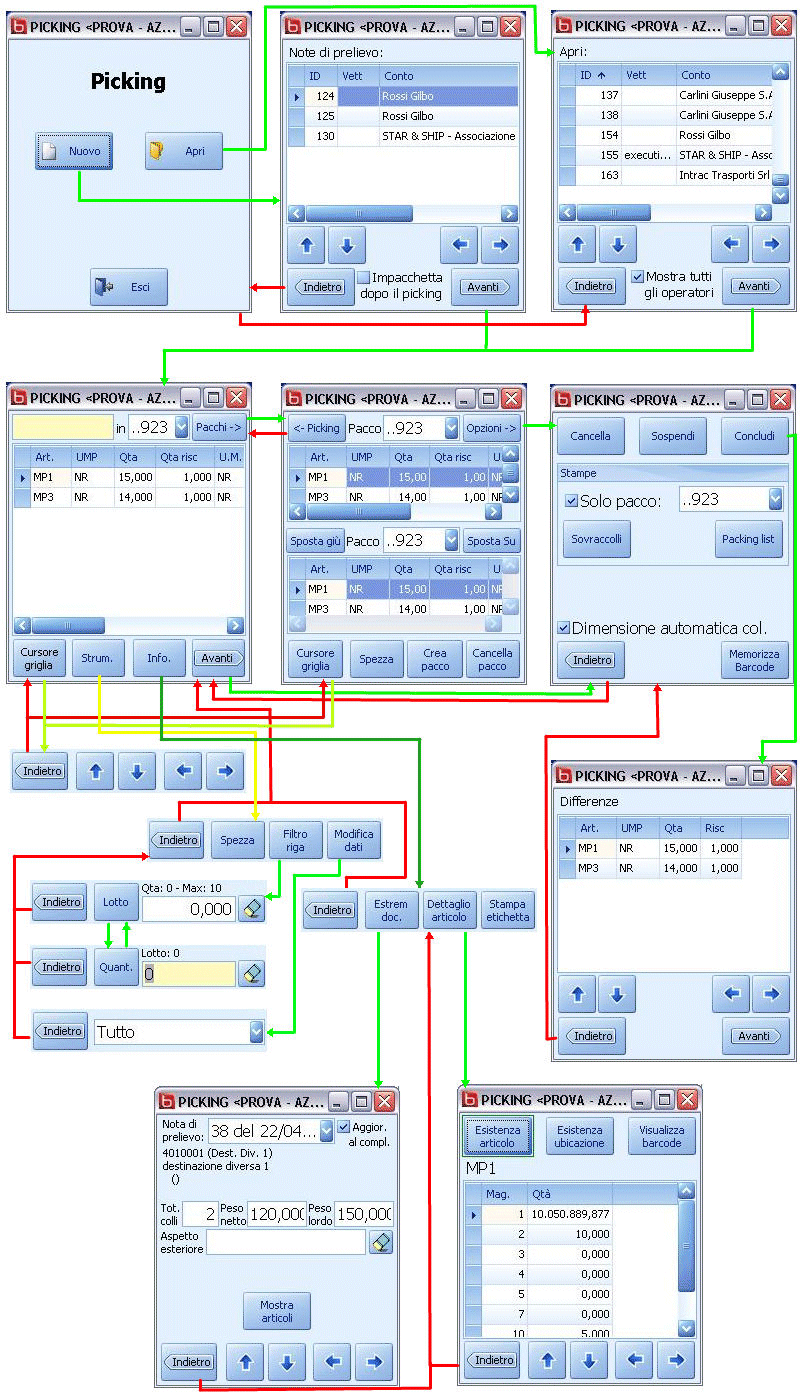 PICKING <PROVA - AZ...
Picking
Nuovo
Apri
Esci
PICKING <PROVA - AZ...
Note di prelievo:
ID Vett Conto
124 Rossi Gilbo
125 Rossi Gilbo
130 STAR & SHIP - Associazione
Indietro
Impacchetta
dopo il picking
Avanti
PICKING <PROVA - AZ...
Apri:
ID Vett Conto
137 Carlini Giuseppe S.A
138 Carlini Giuseppe S.A
154 Rossi Gilbo
155 executi... STAR & SHIP - Asso
163 Intrac Trasporti Srl
Indietro
Mostra tutti
gli operatori
Avanti
PICKING <PROVA - AZ...
in ..923 Pacchi ->
Art. UMP Qta Qta risc U.M.
MP1 NR 15,000 1,000 NR
MP3 NR 14,000 1,000 NR
Cursore
griglia
Strum.
Info.
Avanti
PICKING <PROVA - AZ...
<- Picking Pacco ..923 Opzioni ->
Art. UMP Qta Qta risc U.
MP1 NR 15,00 1,00 NR
MP3 NR 14,00 1,00 NR
Sposta giù Pacco ..923 Sposta Su
Art. UMP Qta Qta risc U.
MP1 NR 15,00 1,00 NR
MP3 NR 14,00 1,00 NR
Cursore
griglia
Spezza
Crea
pacco
Cancella
pacco
PICKING <PROVA - AZ...
Cancella
Sospendi
Concludi
Stampe
Solo pacco: ..923
Sovraccolli
Packing list
Dimensione automatica col.
Indietro
Memorizza
Barcode
Indietro
Indietro
Spezza
Filtro
riga
Modifica
dati
Indietro
Lotto
Qta: 0 - Max: 10
0,000
Indietro
Quant.
Lotto: 0
0
Indietro
Tutto
Indietro
Estrem
doc.
Dettaglio
articolo
Stampa
etichetta
PICKING <PROVA - AZ...
Differenze
Art. UMP Qta Risc
MP1 NR 15,000 1,000
MP3 NR 14,000 1,000
Indietro
Avanti
PICKING <PROVA - AZ...
Nota di
prelievo:
38 del 22/04...
Aggior.
al compl.
4010001 (Dest. Div. 1)
destinazione diversa 1
()
Tot.
colli
2
Peso
netto
120,000
Peso
lordo
150,000
Aspetto
esteriore
Mostra
articoli
Indietro
PICKING <PROVA - AZ...
Esistenza
articolo
Esistenza
ubicazione
Visualizza
barcode
MP1
Mag. Qtà
1 10.050.889,877
2 10,000
3 0,000
4 0,000
5 0,000
7 0,000
10 5,000
Indietro